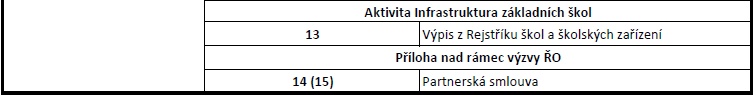 Aktivita Infrastruktura základních škol
13 Výpis z Rejstříku škol a školských zařízení
Příloha nad rámec výzvy ŘO
14 (15) Partnerská smlouva